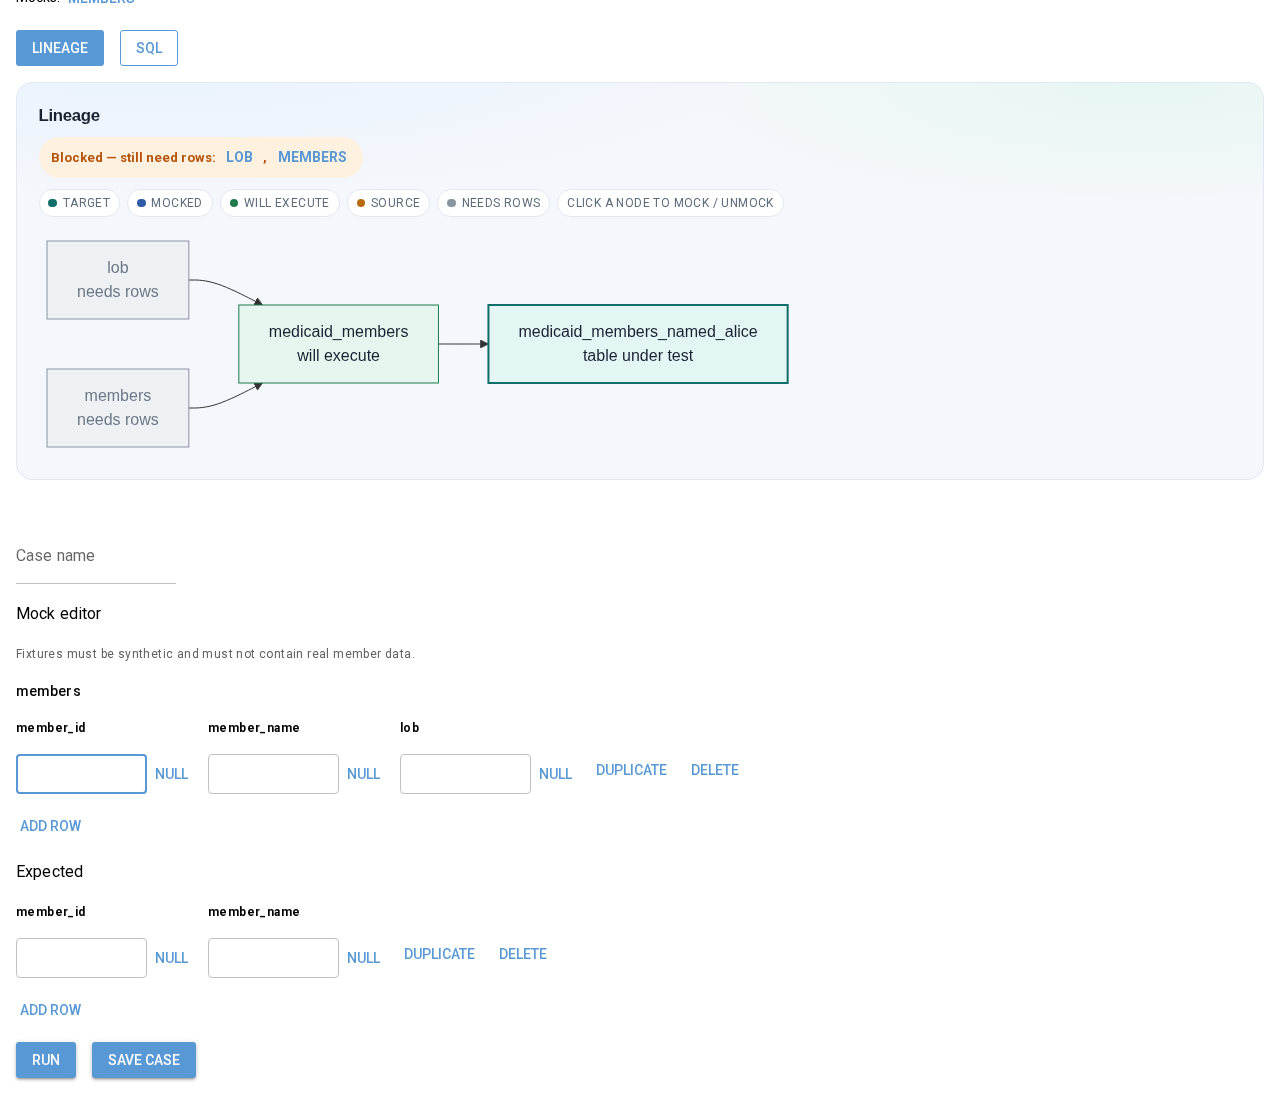 Mocks: MEMBERS
LINEAGE SQL
Lineage
Blocked — still need rows: LOB , MEMBERS
TARGET MOCKED WILL EXECUTE SOURCE NEEDS ROWS CLICK A NODE TO MOCK / UNMOCK
lob
needs rows
medicaid_members
will execute
medicaid_members_named_alice
table under test
members
needs rows
Case name
Mock editor
Fixtures must be synthetic and must not contain real member data.
members
member_id member_name lob
NULL NULL NULL DUPLICATE DELETE
ADD ROW
Expected
member_id member_name
NULL NULL DUPLICATE DELETE
ADD ROW
RUN SAVE CASE